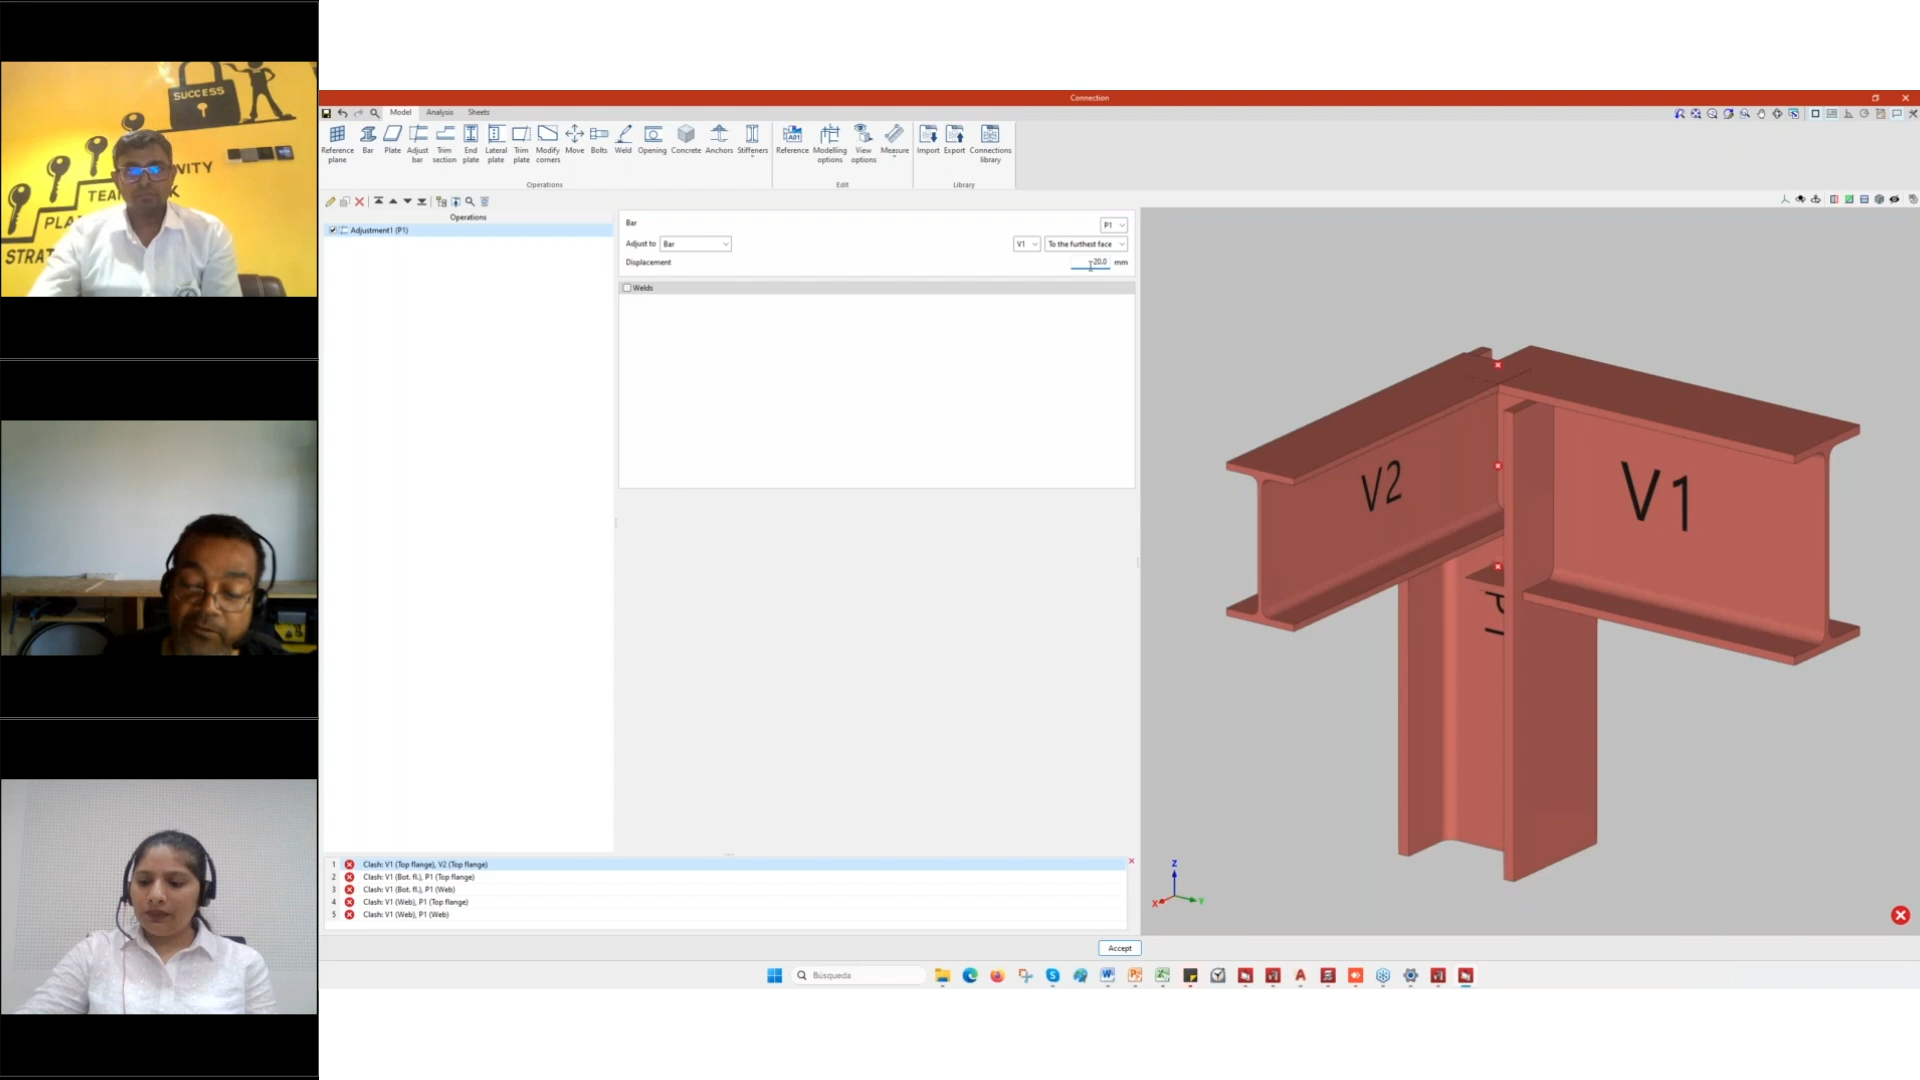 SUCCESS
VITY
TEA
K
PLA
STRAT
Connection
Model Analysis Sheets
Reference plane
Bar
Plate
Adjust bar
Trim section
End plate
Lateral plate
Trim plate
Modify corners
Move
Bolts
Weld
Opening
Concrete
Anchors
Stiffeners
Reference
Modelling options
View options
Measure
Import
Export
Connections library
Operations Edit Library
Operations
Adjustment1 (P1)
Bar P1
Adjust to Bar V1 To the furthest face
Displacement 20.0 mm
Welds
V2
V1
P1
Z
X Y
1 Clash: V1 (Top flange), V2 (Top flange)
2 Clash: V1 (Bot. fl.), P1 (Top flange)
3 Clash: V1 (Bot. fl.), P1 (Web)
4 Clash: V1 (Web), P1 (Top flange)
5 Clash: V1 (Web), P1 (Web)
Accept
Búsqueda